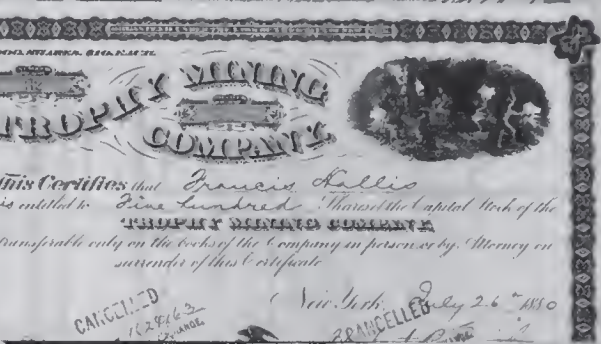 TROPHY MINING
COMPANY.
This Certifies that Francis Hallis
is entitled to Five hundred Shares of the Capital Stock of the
TROPHY MINING COMPANY
transferable only on the books of the Company in person or by Attorney on
surrender of this Certificate
New York, July 26th 1880
CANCELLED
CANCELLED